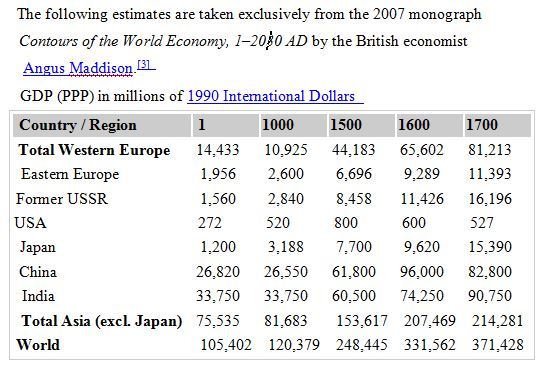 The following estimates are taken exclusively from the 2007 monograph
Contours of the World Economy, 1–2030 AD by the British economist
Angus Maddison.[3]
GDP (PPP) in millions of 1990 International Dollars
Country / Region 1 1000 1500 1600 1700
Total Western Europe 14,433 10,925 44,183 65,602 81,213
Eastern Europe 1,956 2,600 6,696 9,289 11,393
Former USSR 1,560 2,840 8,458 11,426 16,196
USA 272 520 800 600 527
Japan 1,200 3,188 7,700 9,620 15,390
China 26,820 26,550 61,800 96,000 82,800
India 33,750 33,750 60,500 74,250 90,750
Total Asia (excl. Japan) 75,535 81,683 153,617 207,469 214,281
World 105,402 120,379 248,445 331,562 371,428